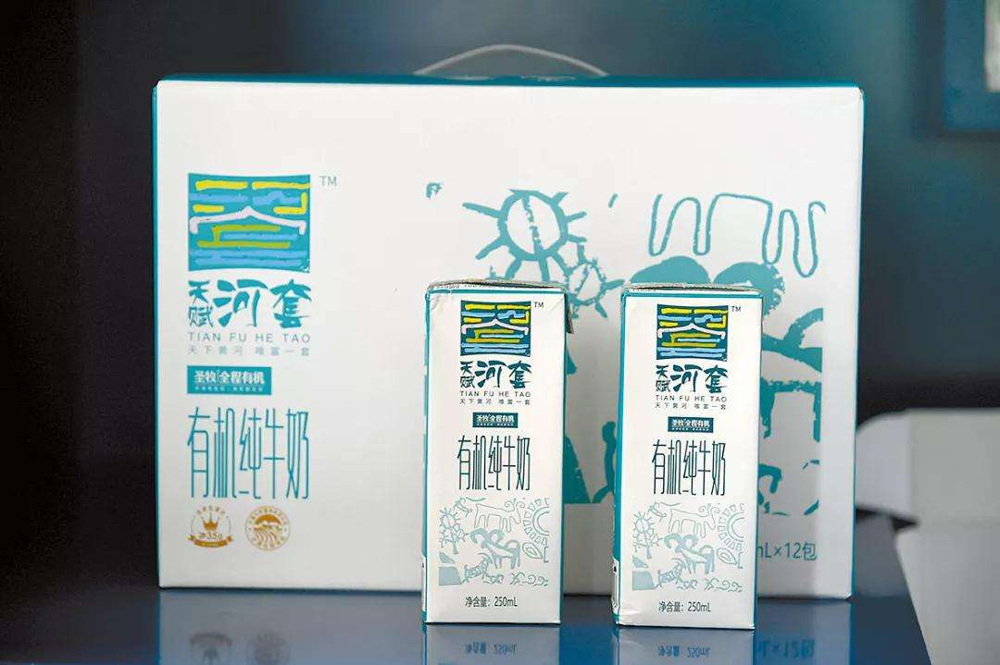 TM
天赋河套
TIAN FU HE TAO
天下黄河 唯富一套
圣牧 全程有机
有机纯牛奶
3.5g
mL×12包
TM
天赋河套
TIAN FU HE TAO
天下黄河 唯富一套
圣牧 全程有机
有机纯牛奶
净含量：250mL
TM
天赋河套
TIAN FU HE TAO
天下黄河 唯富一套
圣牧 全程有机
有机纯牛奶
净含量：250mL